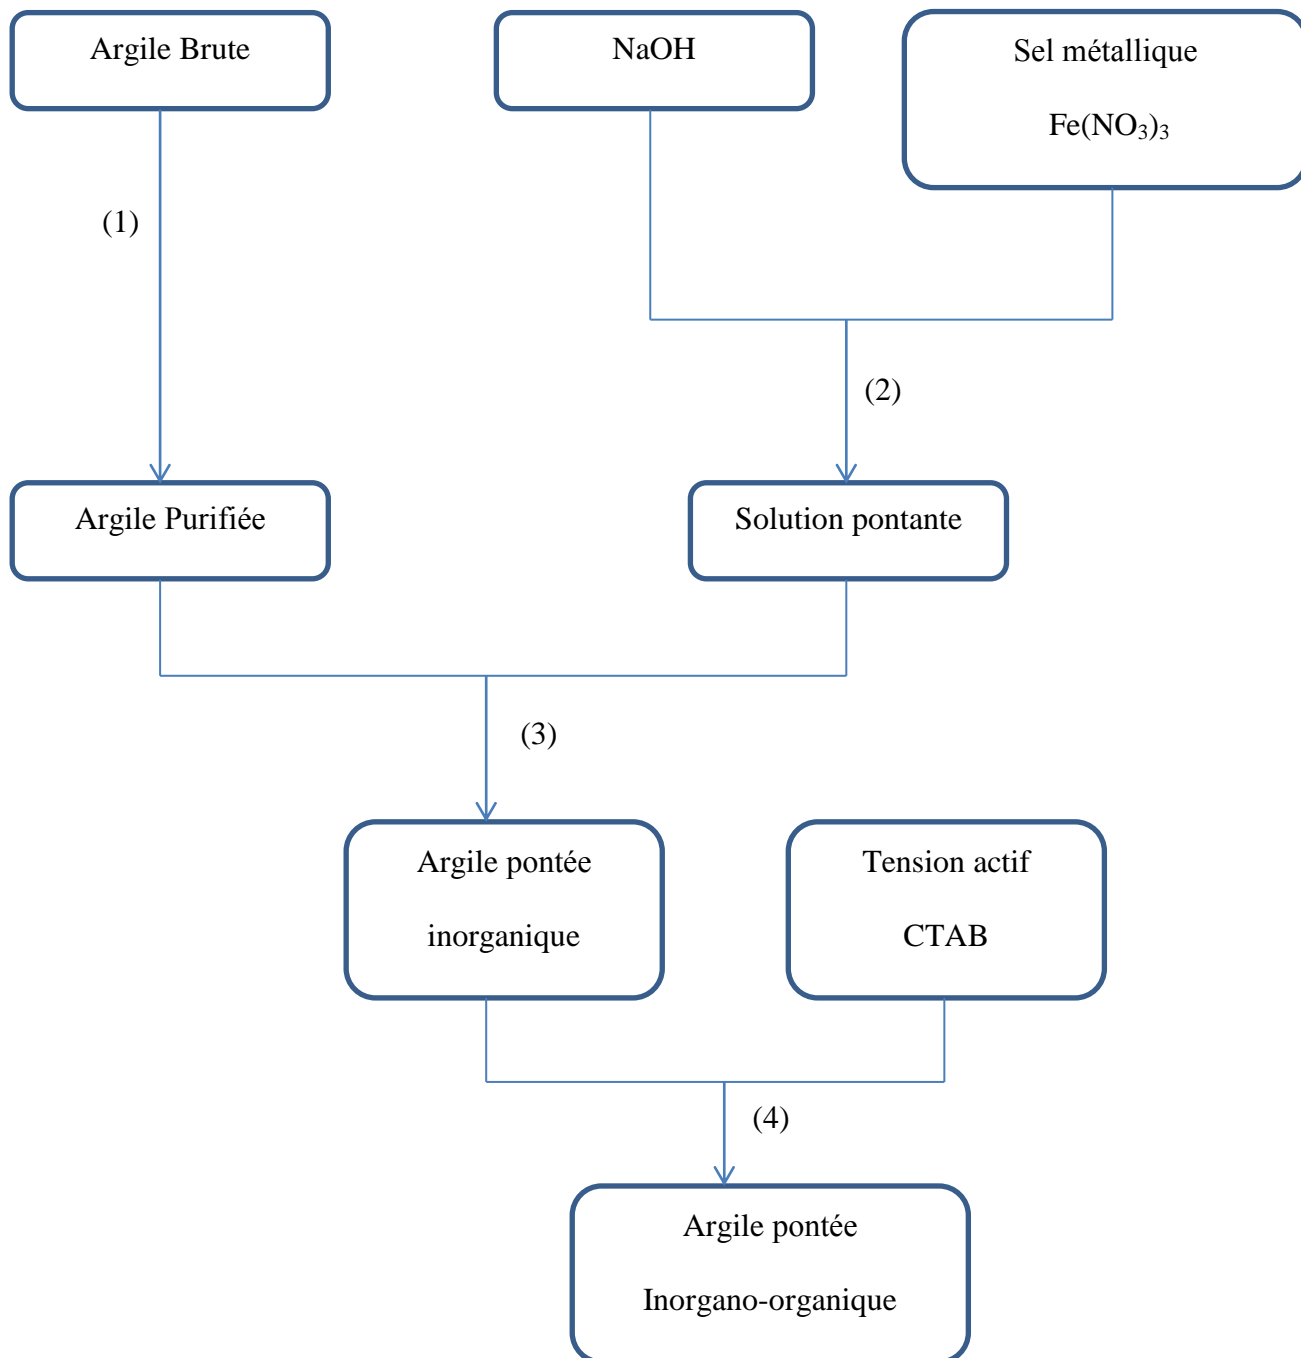 Argile Brute
NaOH
Sel métallique
Fe(NO₃)₃
(1)
(2)
Argile Purifiée
Solution pontante
(3)
Argile pontée
inorganique
Tension actif
CTAB
(4)
Argile pontée
Inorgano-organique